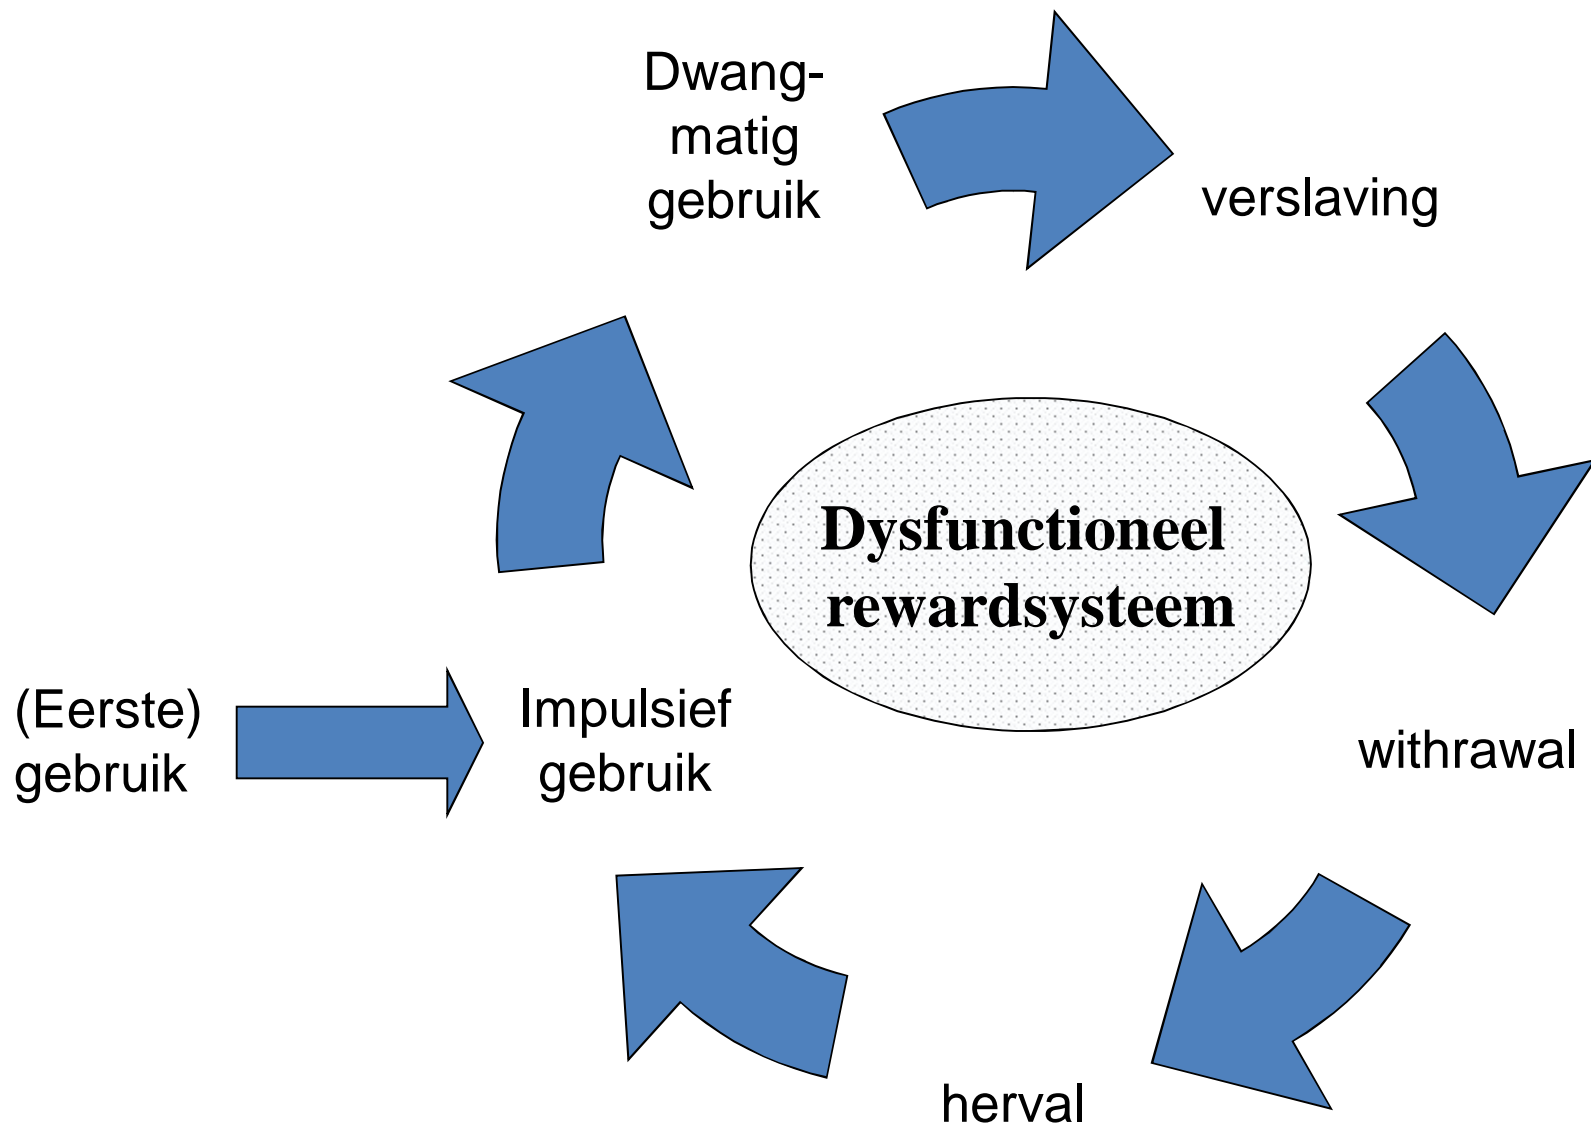 Dwang-
matig
gebruik
verslaving
Dysfunctioneel
rewardsysteem
(Eerste)
gebruik
Impulsief
gebruik
withrawal
herval